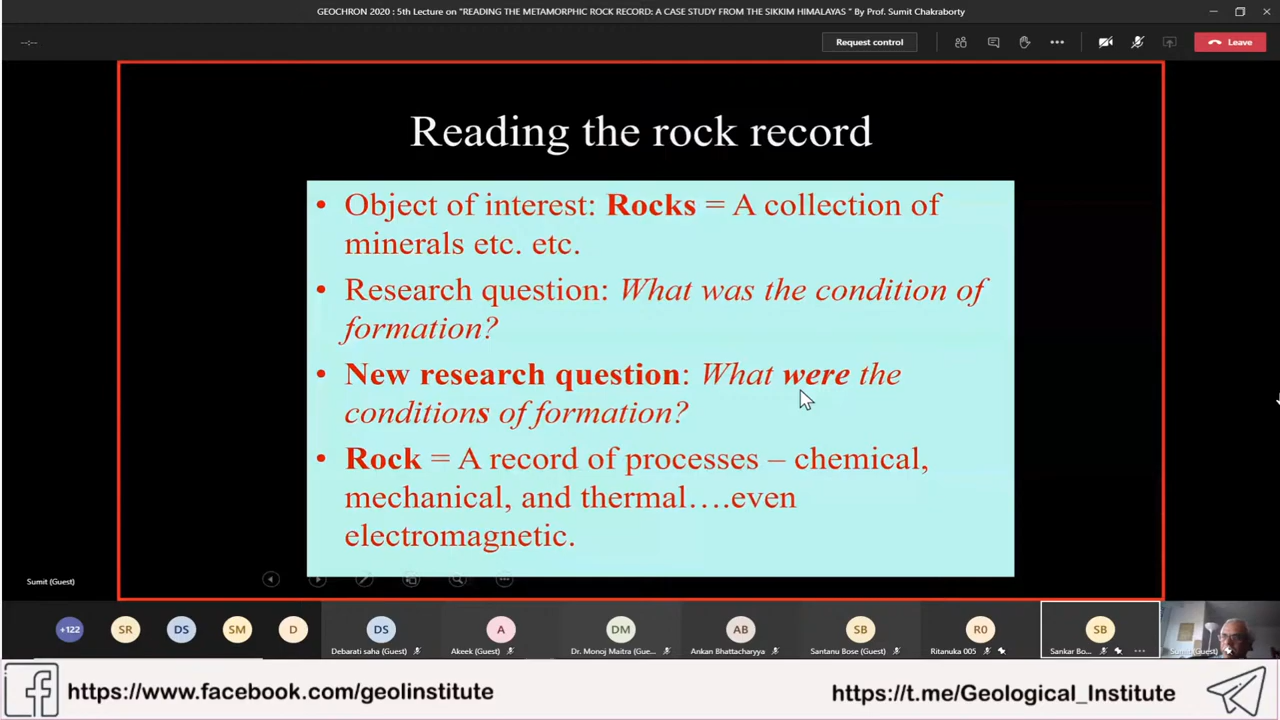 GEOCHRON 2020 : 5th Lecture on "READING THE METAMORPHIC ROCK RECORD: A CASE STUDY FROM THE SIKKIM HIMALAYAS " By Prof. Sumit Chakraborty
--:--
Request control
Leave
Reading the rock record
• Object of interest: Rocks = A collection of
minerals etc. etc.
• Research question: What was the condition of
formation?
• New research question: What were the
conditions of formation?
• Rock = A record of processes – chemical,
mechanical, and thermal….even
electromagnetic.
Sumit (Guest)
+122
SR
DS
SM
D
DS
A
DM
AB
SB
R0
SB
Debarati saha (Guest)
Akeek (Guest)
Dr. Monoj Maitra (Gue...
Ankan Bhattacharyya
Santanu Bose (Guest)
Ritanuka 005
Sankar Bo...
Sumit (Guest)
https://www.facebook.com/geolinstitute
https://t.me/Geological_Institute